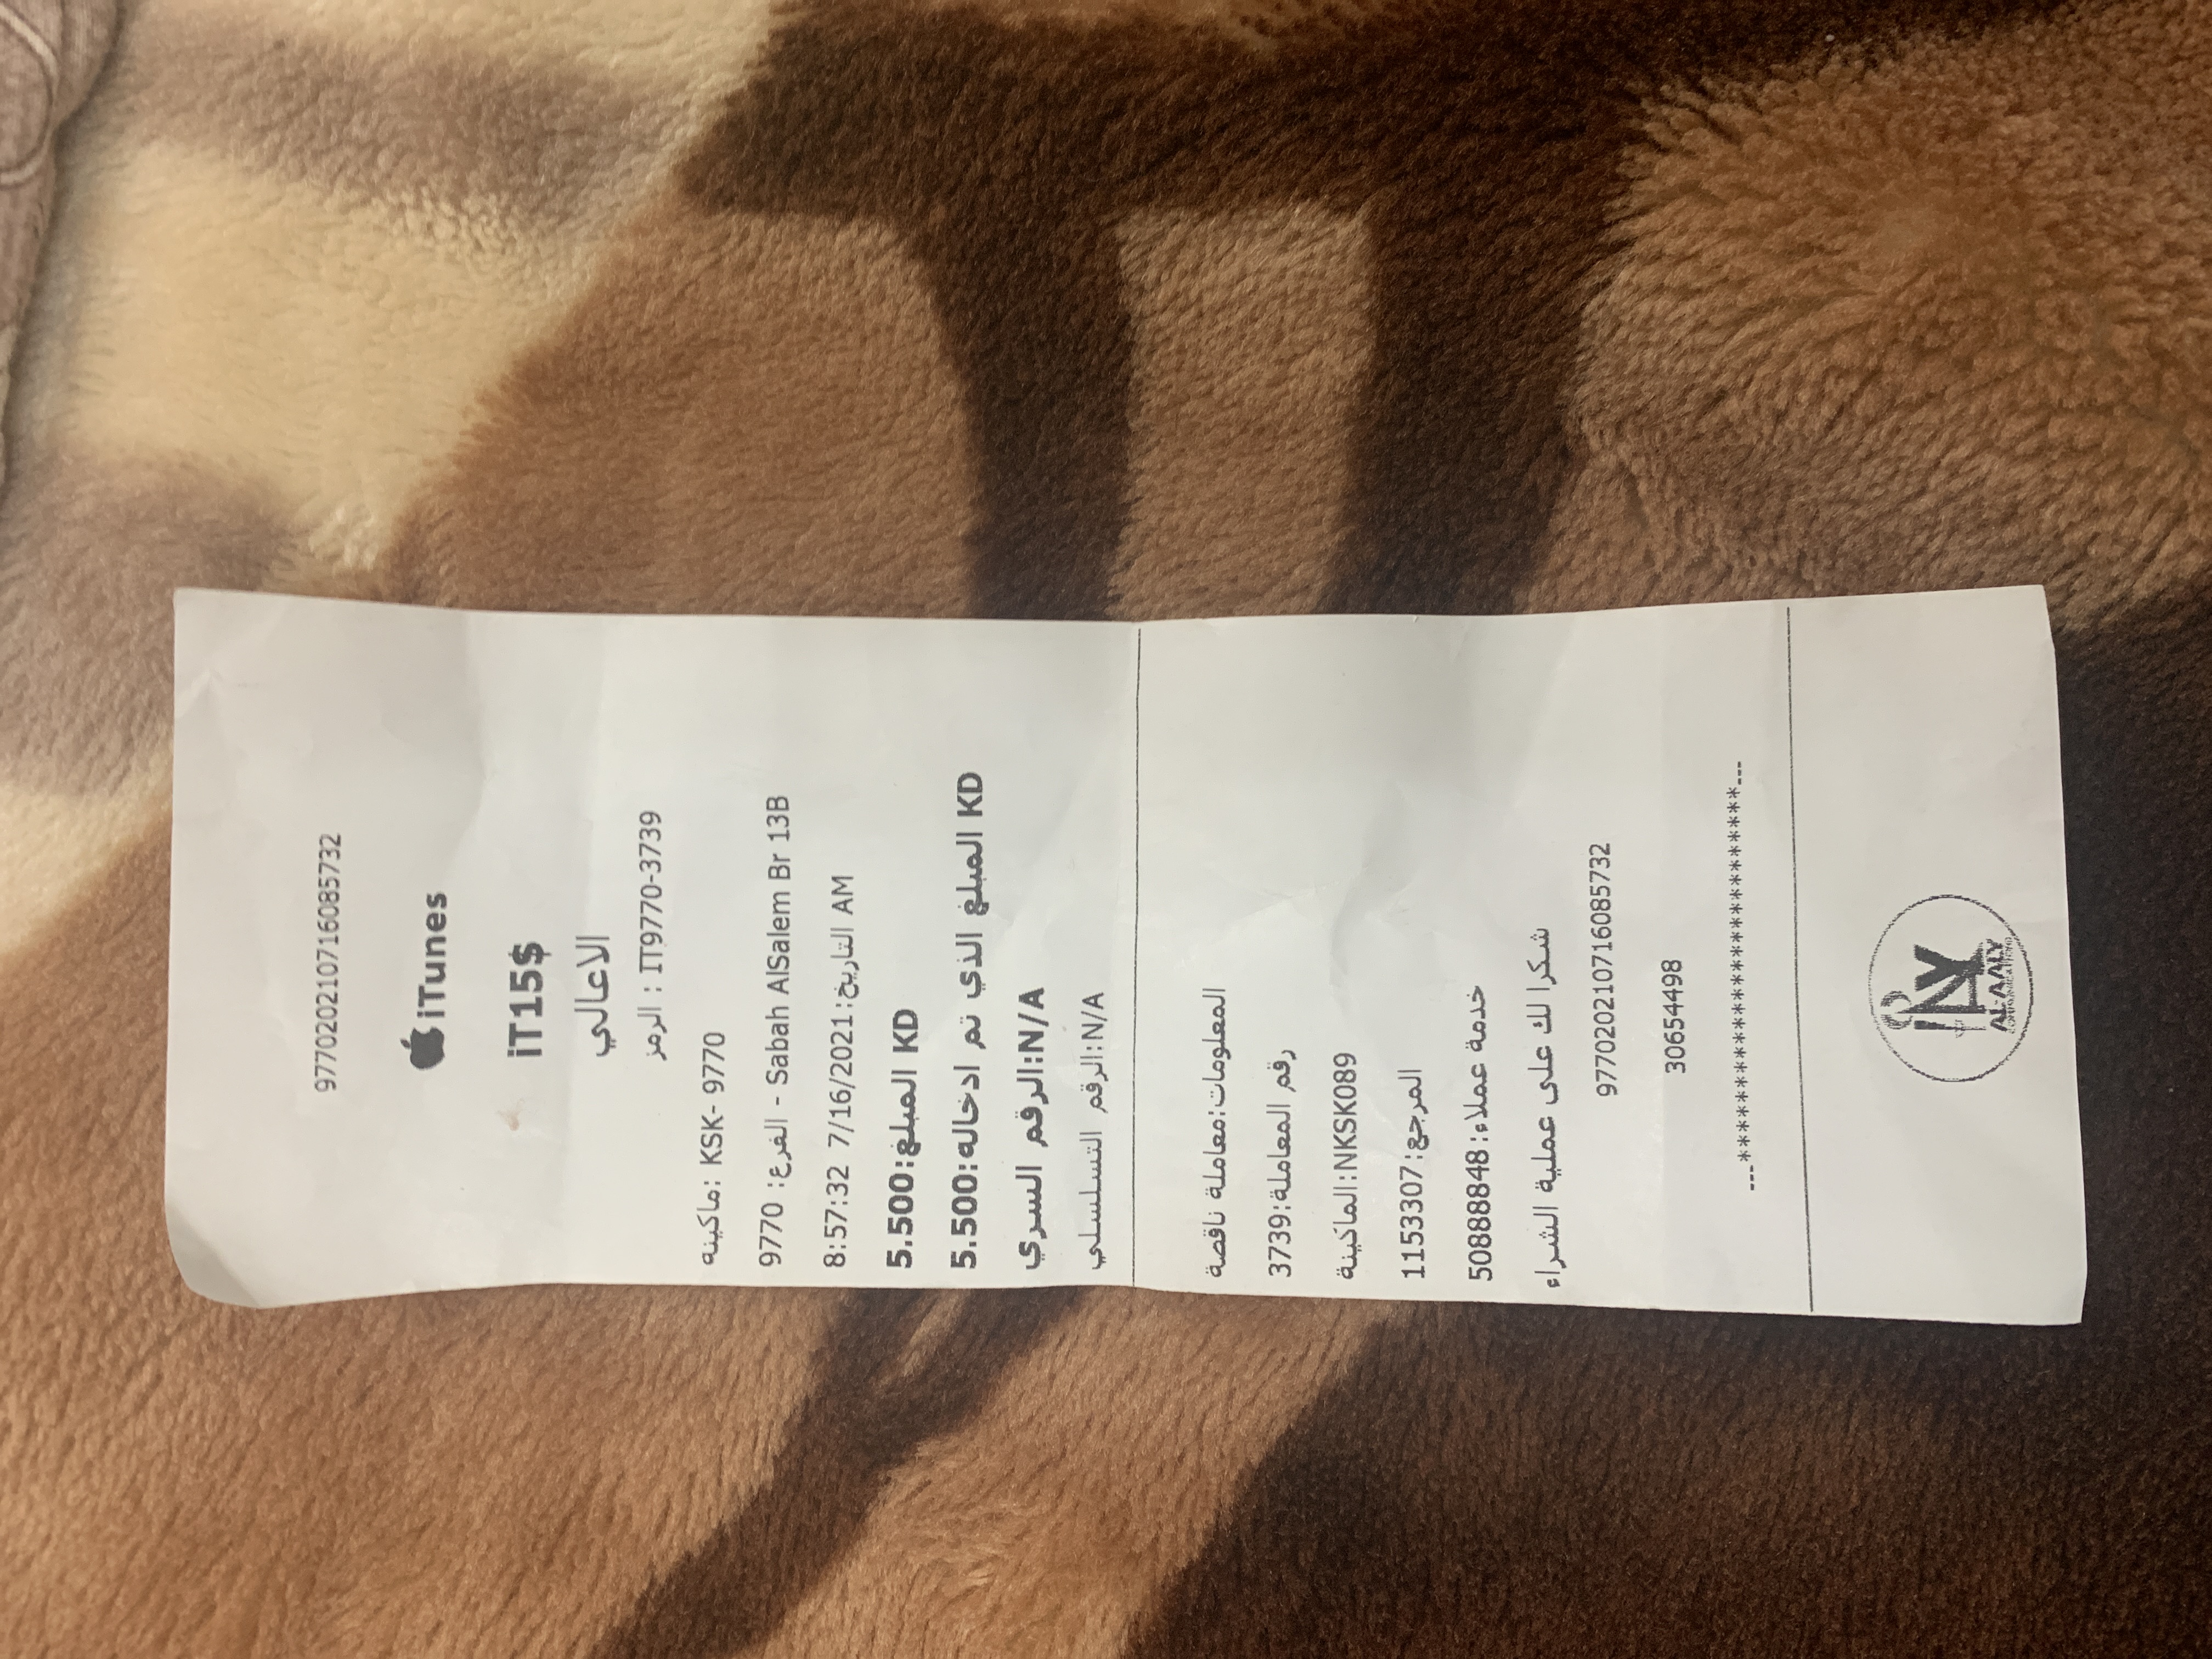 977020210716085732
iTunes
iT15$
الاعالي
الرمز : IT9770-3739
ماكينه: KSK- 9770
9770 :الفرع - Sabah AlSalem Br 13B
8:57:32 7/16/2021:التاريخ AM
5.500:المبلغ KD
5.500:المبلغ الذي تم ادخاله KD
الرقم السري:N/A
الرقم التسلسلي:N/A
المعلومات:معاملة ناقصة
3739:رقم المعاملة
الماكينة:NKSK089
1153307:المرجع
50888848:خدمة عملاء
شكرا لك على عملية الشراء
977020210716085732
30654498
---*****************************---
AL-AALY